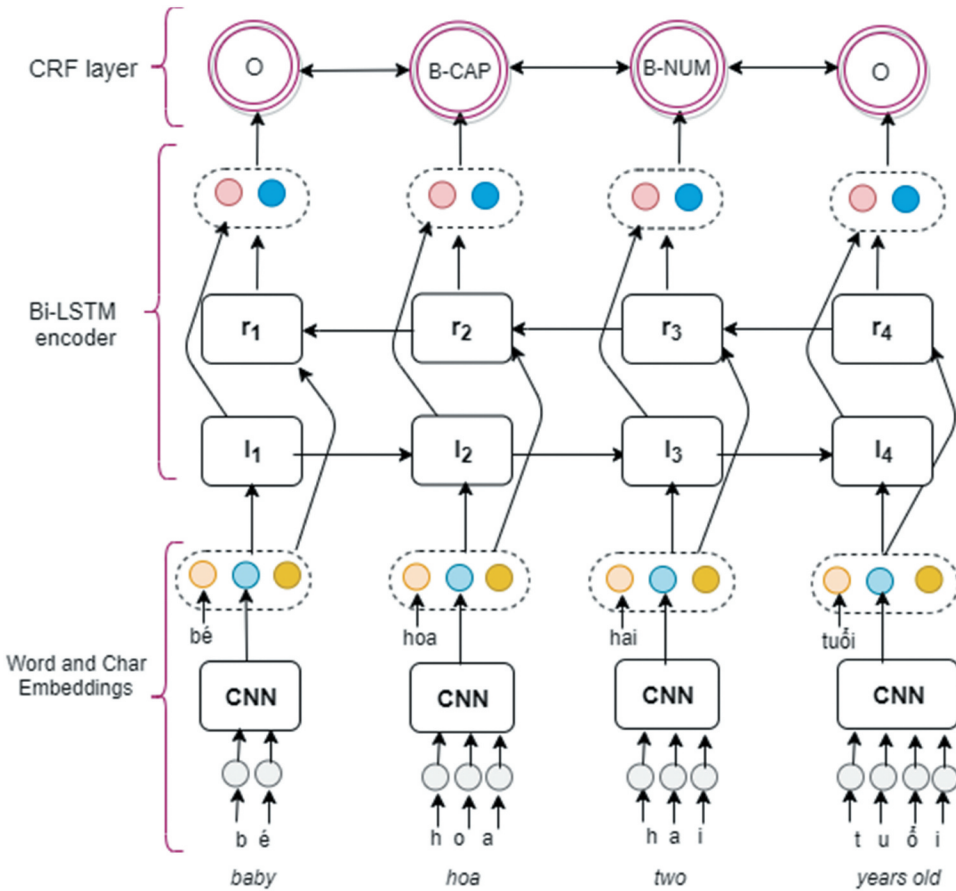 CRF layer
O B-CAP B-NUM O
Bi-LSTM
encoder
r1 r2 r3 r4
l1 l2 l3 l4
bé hoa hai tuổi
Word and Char
Embeddings
CNN CNN CNN CNN
b é h o a h a i t u ổ i
baby hoa two years old